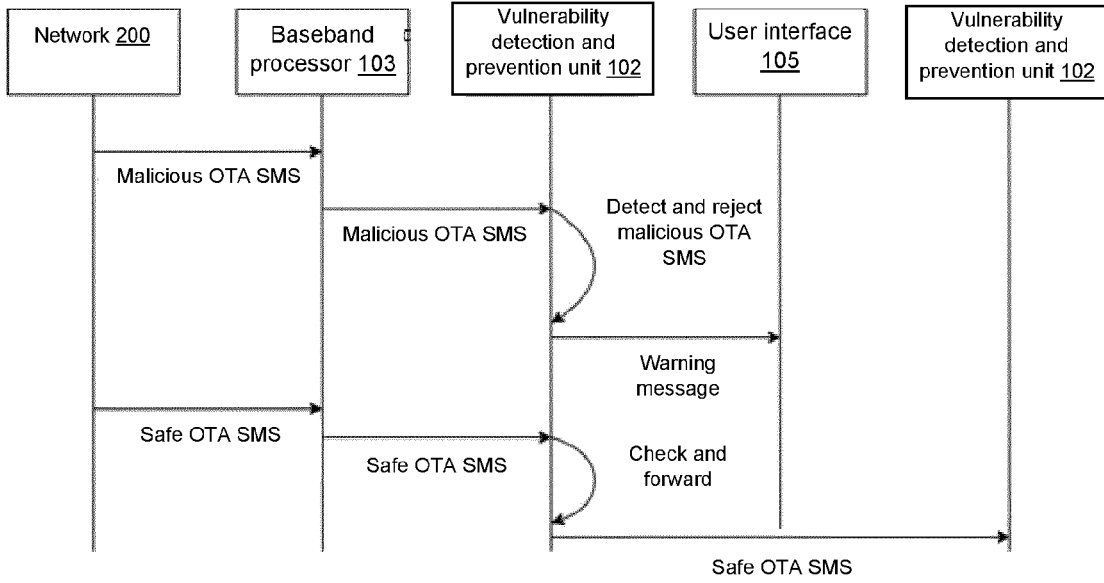 Network 200
Baseband
processor 103
Vulnerability
detection and
prevention unit 102
User interface
105
Vulnerability
detection and
prevention unit 102
Malicious OTA SMS
Malicious OTA SMS
Detect and reject
malicious OTA
SMS
Warning
message
Safe OTA SMS
Safe OTA SMS
Check and
forward
Safe OTA SMS